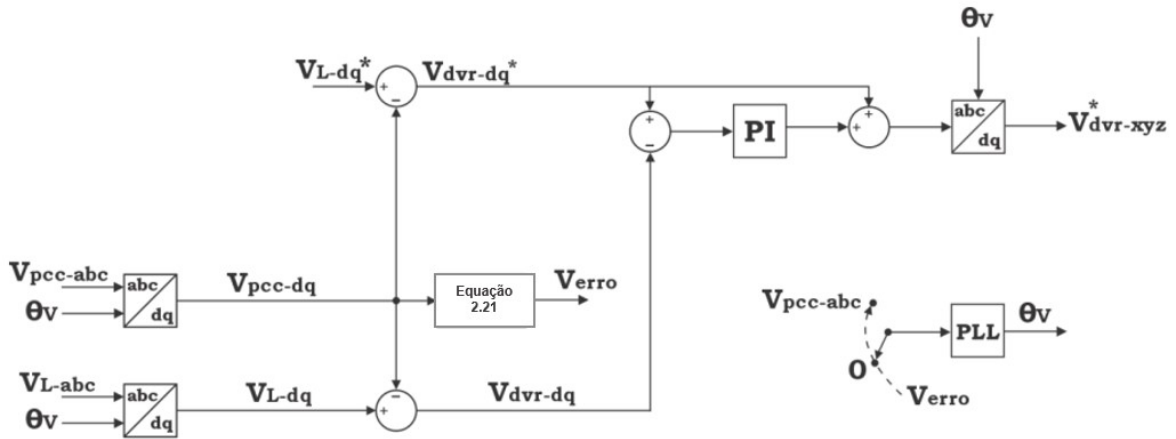 θv
VL-dq*
Vdvr-dq*
+
−
+
−
PI
+
+
abc
dq
V*dvr-xyz
Vpcc-abc
θv
abc
dq
Vpcc-dq
Equação
2.21
Verro
VL-abc
θv
abc
dq
VL-dq
+
−
Vdvr-dq
Vpcc-abc
O
Verro
PLL
θv